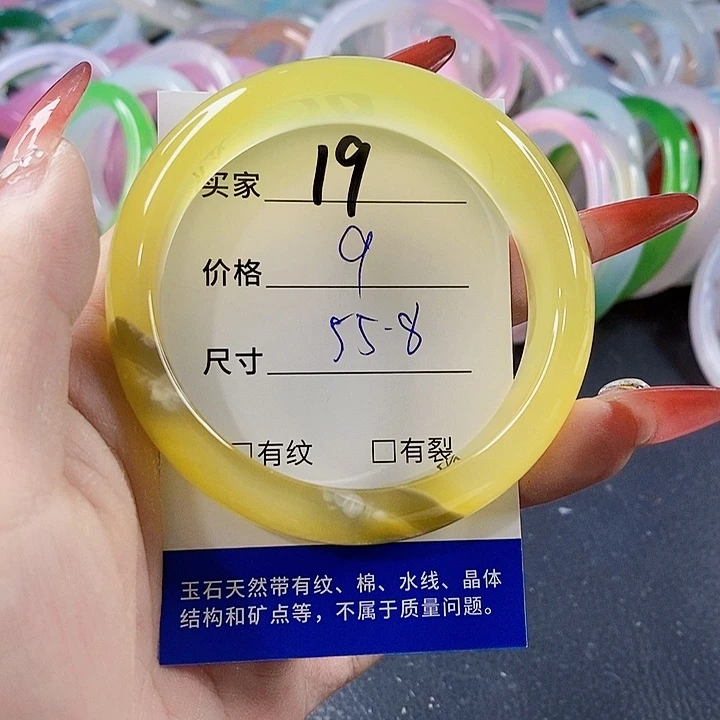 买家 19
价格 9
尺寸 55-8
□有纹 □有裂
玉石天然带有纹、棉、水线、晶体
结构和矿点等，不属于质量问题。